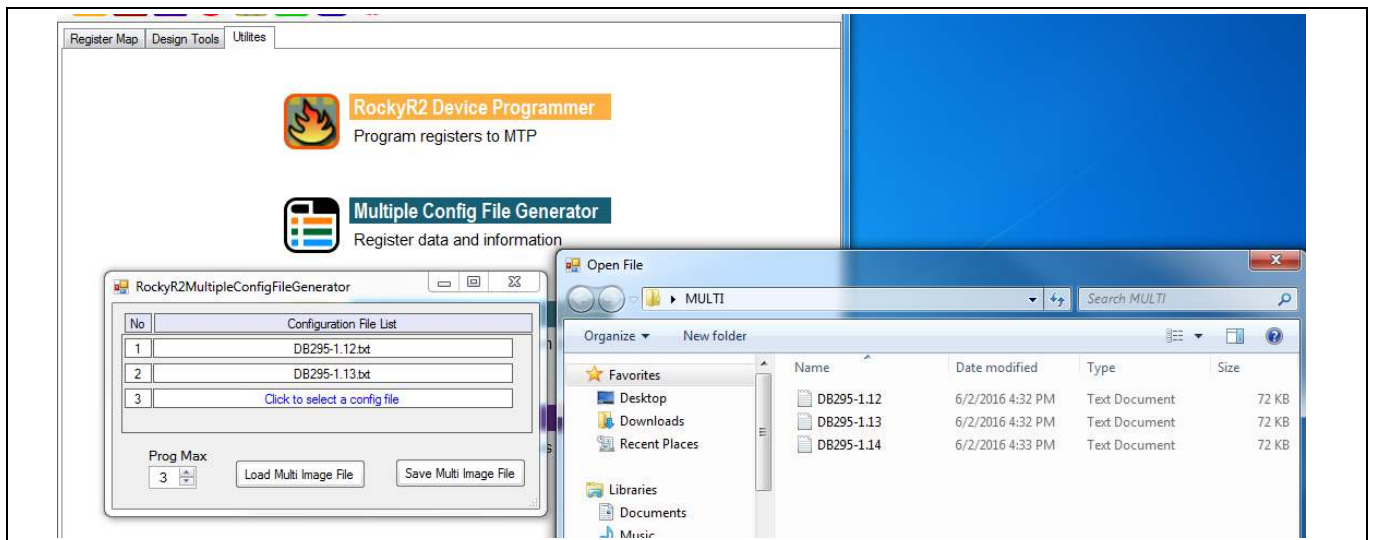 Register Map Design Tools Utilites
RockyR2 Device Programmer
Program registers to MTP
Multiple Config File Generator
Register data and information
RockyR2MultipleConfigFileGenerator
No Configuration File List
1 DB295-1.12.txt
2 DB295-1.13.txt
3 Click to select a config file
Prog Max
3 Load Multi Image File Save Multi Image File
Open File
MULTI Search MULTI
Organize New folder
Favorites
Desktop
Downloads
Recent Places
Libraries
Documents
Music
Name Date modified Type Size
DB295-1.12 6/2/2016 4:32 PM Text Document 72 KB
DB295-1.13 6/2/2016 4:32 PM Text Document 72 KB
DB295-1.14 6/2/2016 4:33 PM Text Document 72 KB